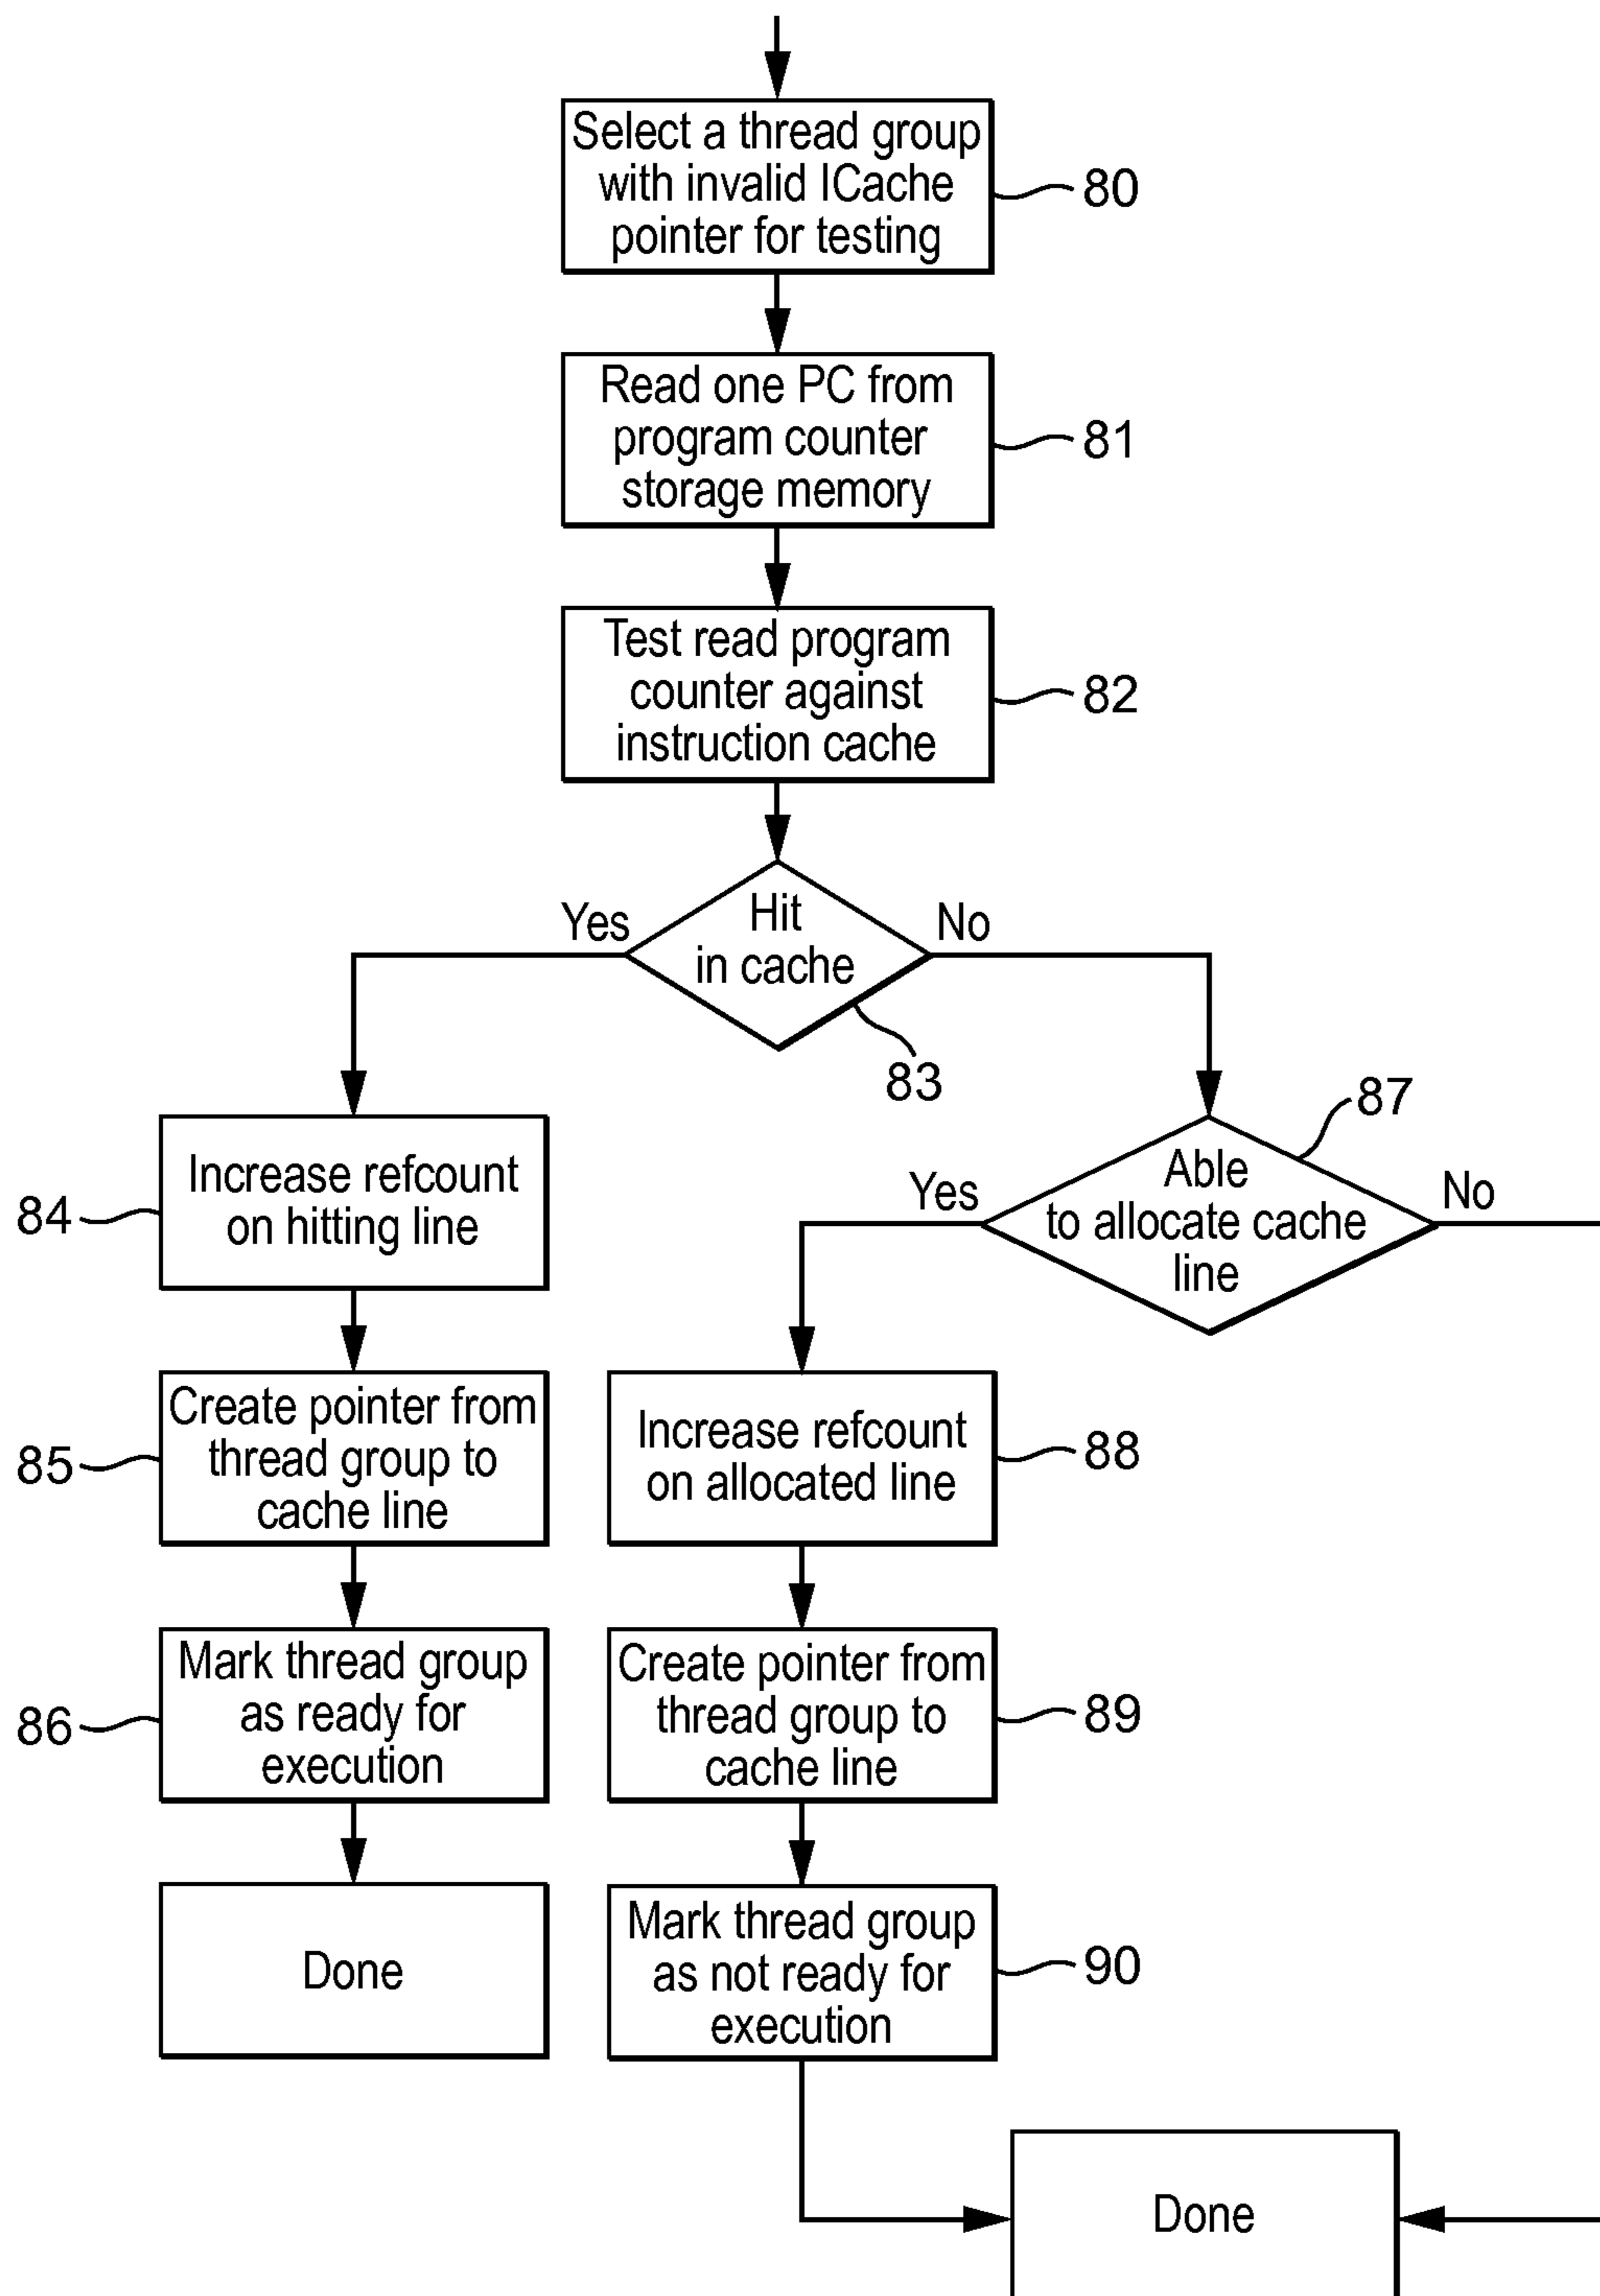 Select a thread group
with invalid ICache
pointer for testing
80
Read one PC from
program counter
storage memory
81
Test read program
counter against
instruction cache
82
Hit
in cache
Yes
No
83
Increase refcount
on hitting line
84
Create pointer from
thread group to
cache line
85
Mark thread group
as ready for
execution
86
Done
Able
to allocate cache
line
87
Yes
No
Increase refcount
on allocated line
88
Create pointer from
thread group to
cache line
89
Mark thread group
as not ready for
execution
90
Done